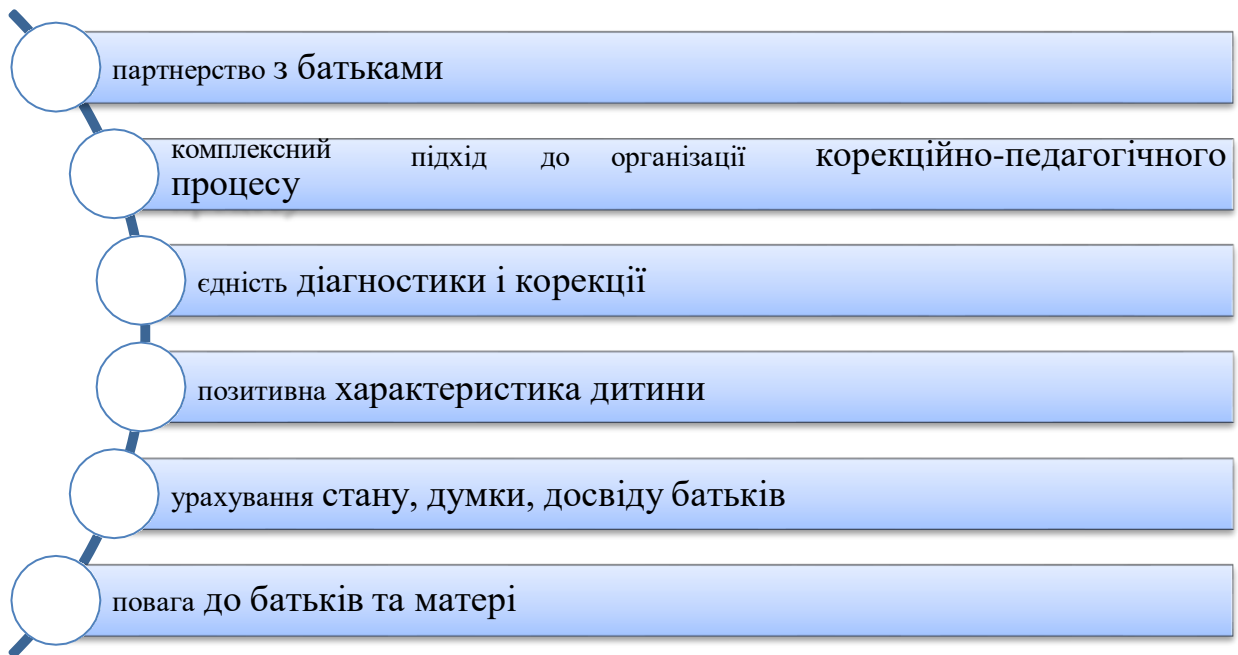 партнерство з батьками
комплексний підхід до організації корекційно-педагогічного
процесу
єдність діагностики і корекції
позитивна характеристика дитини
урахування стану, думки, досвіду батьків
повага до батьків та матері